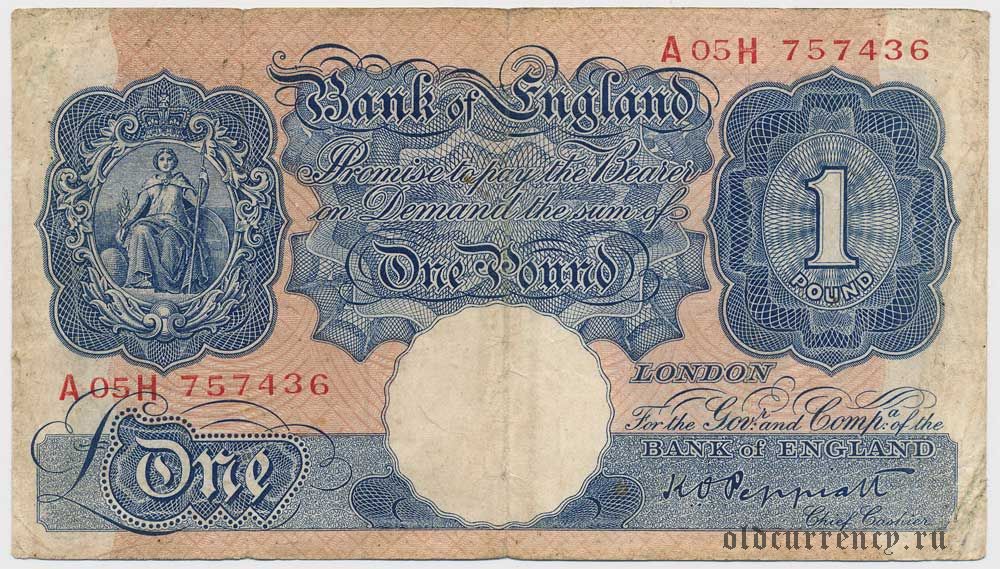 A05H 757436
Bank of England
Promise to pay the Bearer
on Demand the sum of
One Pound
1
POUND
A05H 757436
LONDON
For the Govr. and Compa. of the
BANK of ENGLAND
£One
K O Peppiatt
Chief Cashier
oldcurrency.ru